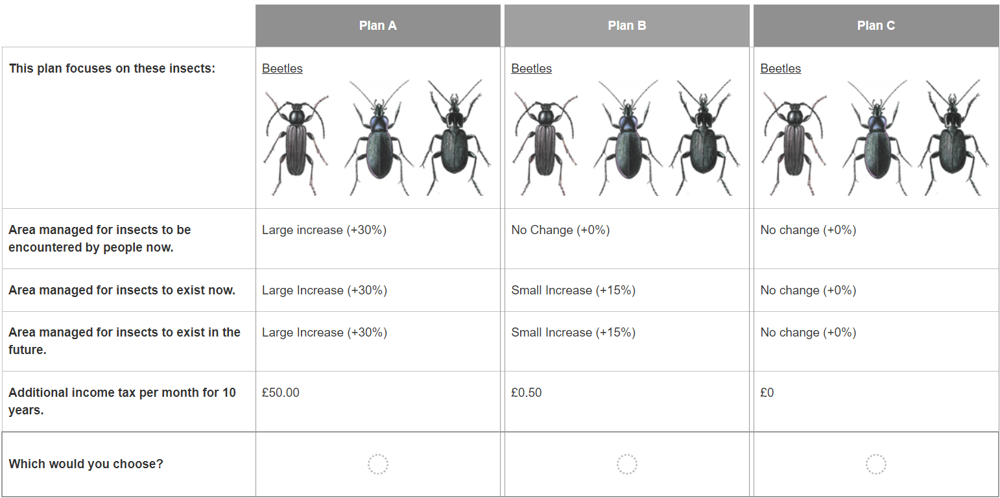 Plan A Plan B Plan C
This plan focuses on these insects: Beetles Beetles Beetles
Area managed for insects to be Large increase (+30%) No Change (+0%) No change (+0%)
encountered by people now.
Area managed for insects to exist now. Large Increase (+30%) Small Increase (+15%) No change (+0%)
Area managed for insects to exist in the Large Increase (+30%) Small Increase (+15%) No change (+0%)
future.
Additional income tax per month for 10 £50.00 £0.50 £0
years.
Which would you choose?